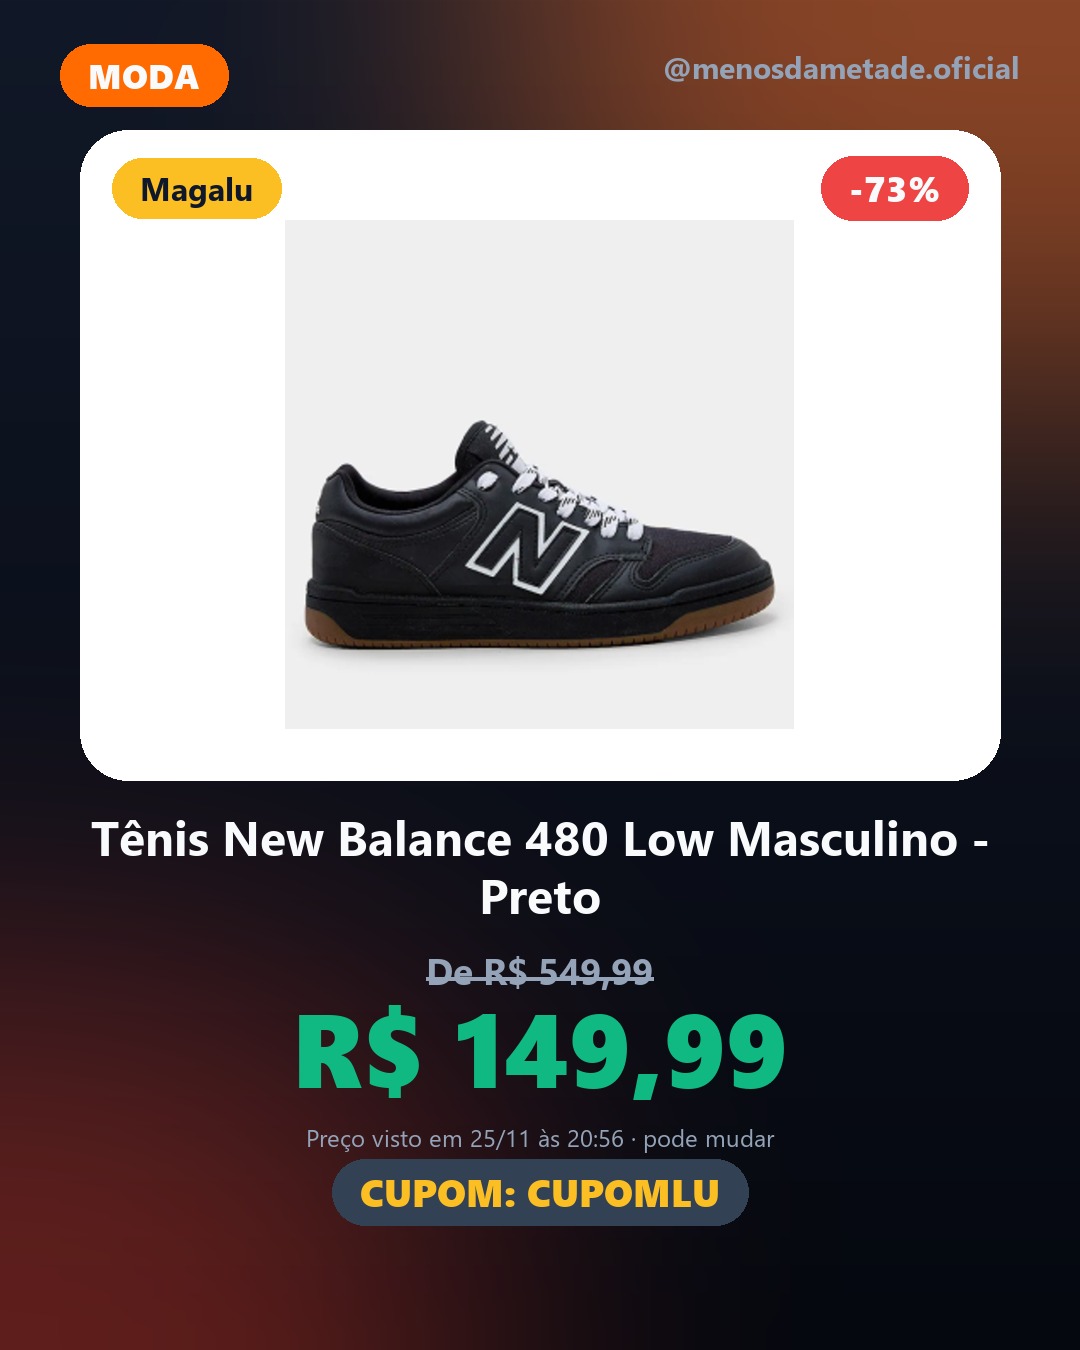 MODA
@menosdametade.oficial
Magalu
-73%
N
Tênis New Balance 480 Low Masculino -
Preto
De R$ 549,99
R$ 149,99
Preço visto em 25/11 às 20:56 · pode mudar
CUPOM: CUPOMLU